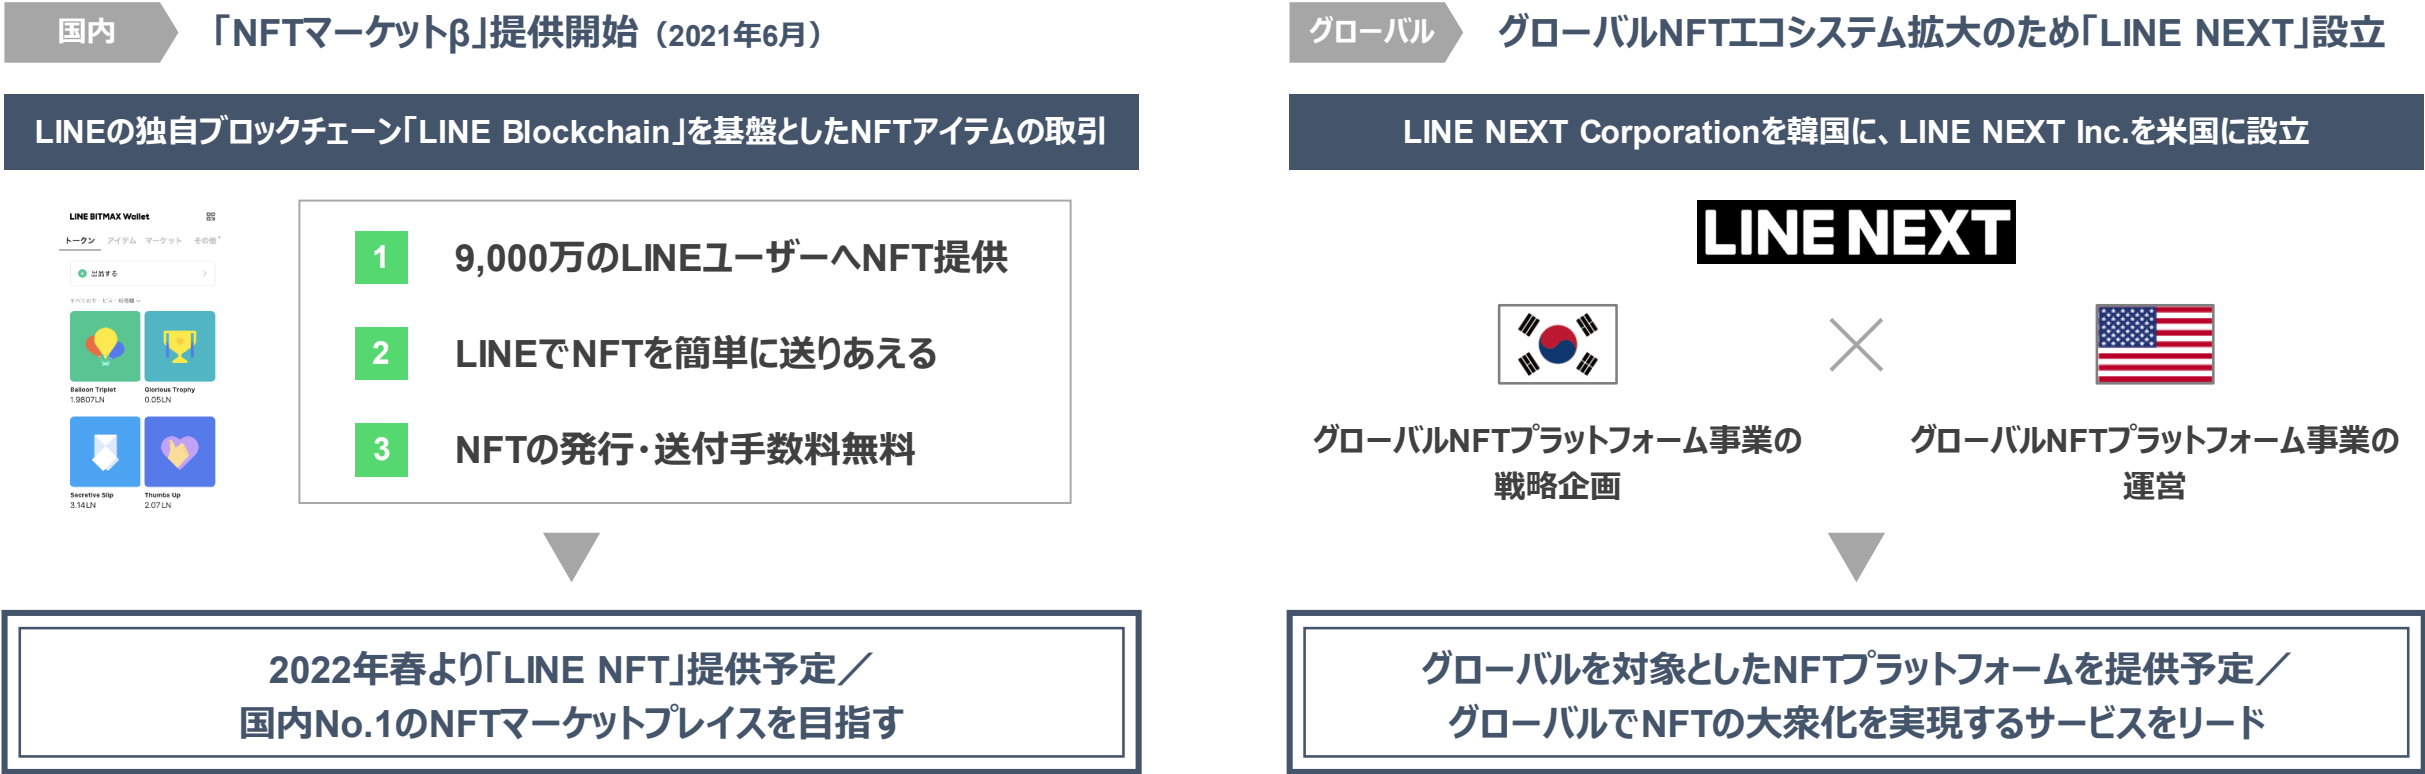 国内
「NFTマーケットβ」提供開始（2021年6月）
LINEの独自ブロックチェーン「LINE Blockchain」を基盤としたNFTアイテムの取引
LINE BITMAX Wallet
トークン アイテム マーケット その他
出品する
Balloon Triplet
1.9807LN
Glorious Trophy
0.05LN
Secretive Slip
3.14LN
Thumbs Up
2.07LN
1 9,000万のLINEユーザーへNFT提供
2 LINEでNFTを簡単に送りあえる
3 NFTの発行・送付手数料無料
2022年春より「LINE NFT」提供予定／
国内No.1のNFTマーケットプレイスを目指す
グローバル
グローバルNFTエコシステム拡大のため「LINE NEXT」設立
LINE NEXT Corporationを韓国に、LINE NEXT Inc.を米国に設立
LINE NEXT
グローバルNFTプラットフォーム事業の
戦略企画
グローバルNFTプラットフォーム事業の
運営
グローバルを対象としたNFTプラットフォームを提供予定／
グローバルでNFTの大衆化を実現するサービスをリード